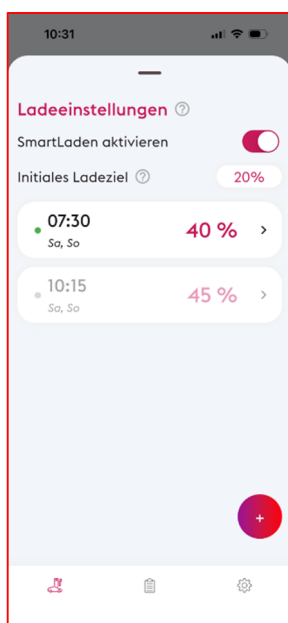 10:31
Ladeeinstellungen ?
SmartLaden aktivieren
Initiales Ladeziel ? 20%
07:30 40 % >
Sa, So
10:15 45 % >
Sa, So
+